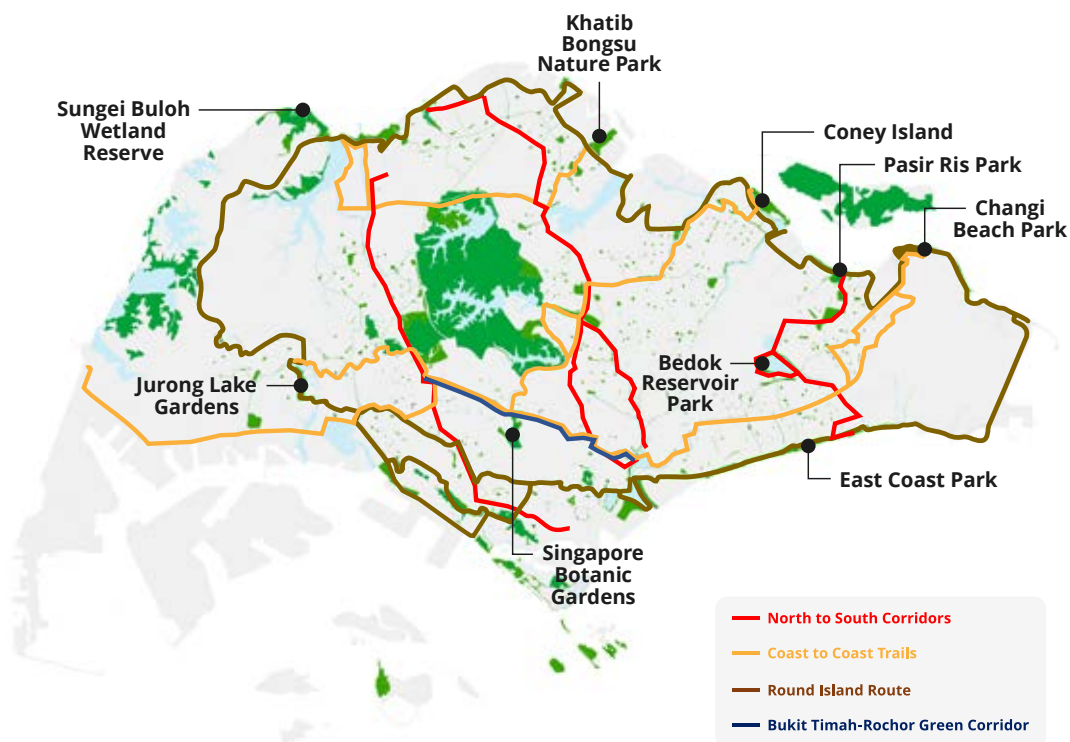 Khatib
Bongsu
Nature Park
Sungei Buloh
Wetland
Reserve
Coney Island
Pasir Ris Park
Changi
Beach Park
Jurong Lake
Gardens
Bedok
Reservoir
Park
East Coast Park
Singapore
Botanic
Gardens
North to South Corridors
Coast to Coast Trails
Round Island Route
Bukit Timah-Rochor Green Corridor